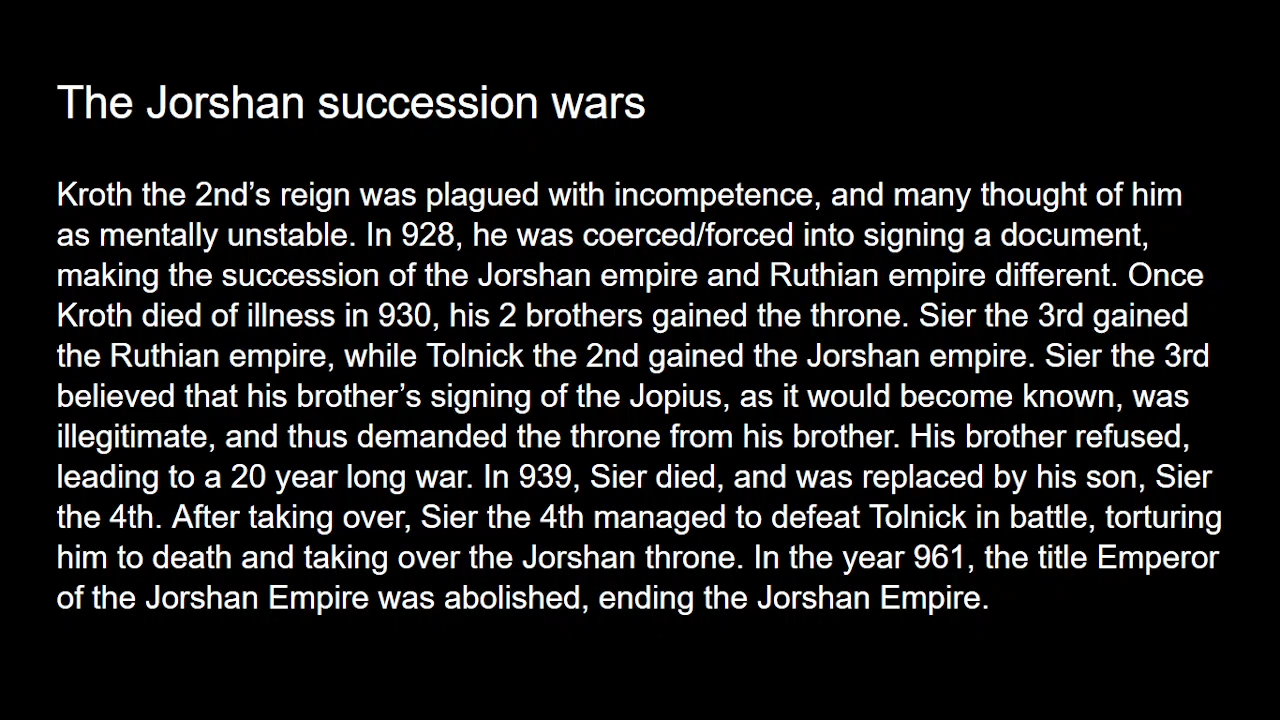 The Jorshan succession wars
Kroth the 2nd’s reign was plagued with incompetence, and many thought of him
as mentally unstable. In 928, he was coerced/forced into signing a document,
making the succession of the Jorshan empire and Ruthian empire different. Once
Kroth died of illness in 930, his 2 brothers gained the throne. Sier the 3rd gained
the Ruthian empire, while Tolnick the 2nd gained the Jorshan empire. Sier the 3rd
believed that his brother’s signing of the Jopius, as it would become known, was
illegitimate, and thus demanded the throne from his brother. His brother refused,
leading to a 20 year long war. In 939, Sier died, and was replaced by his son, Sier
the 4th. After taking over, Sier the 4th managed to defeat Tolnick in battle, torturing
him to death and taking over the Jorshan throne. In the year 961, the title Emperor
of the Jorshan Empire was abolished, ending the Jorshan Empire.